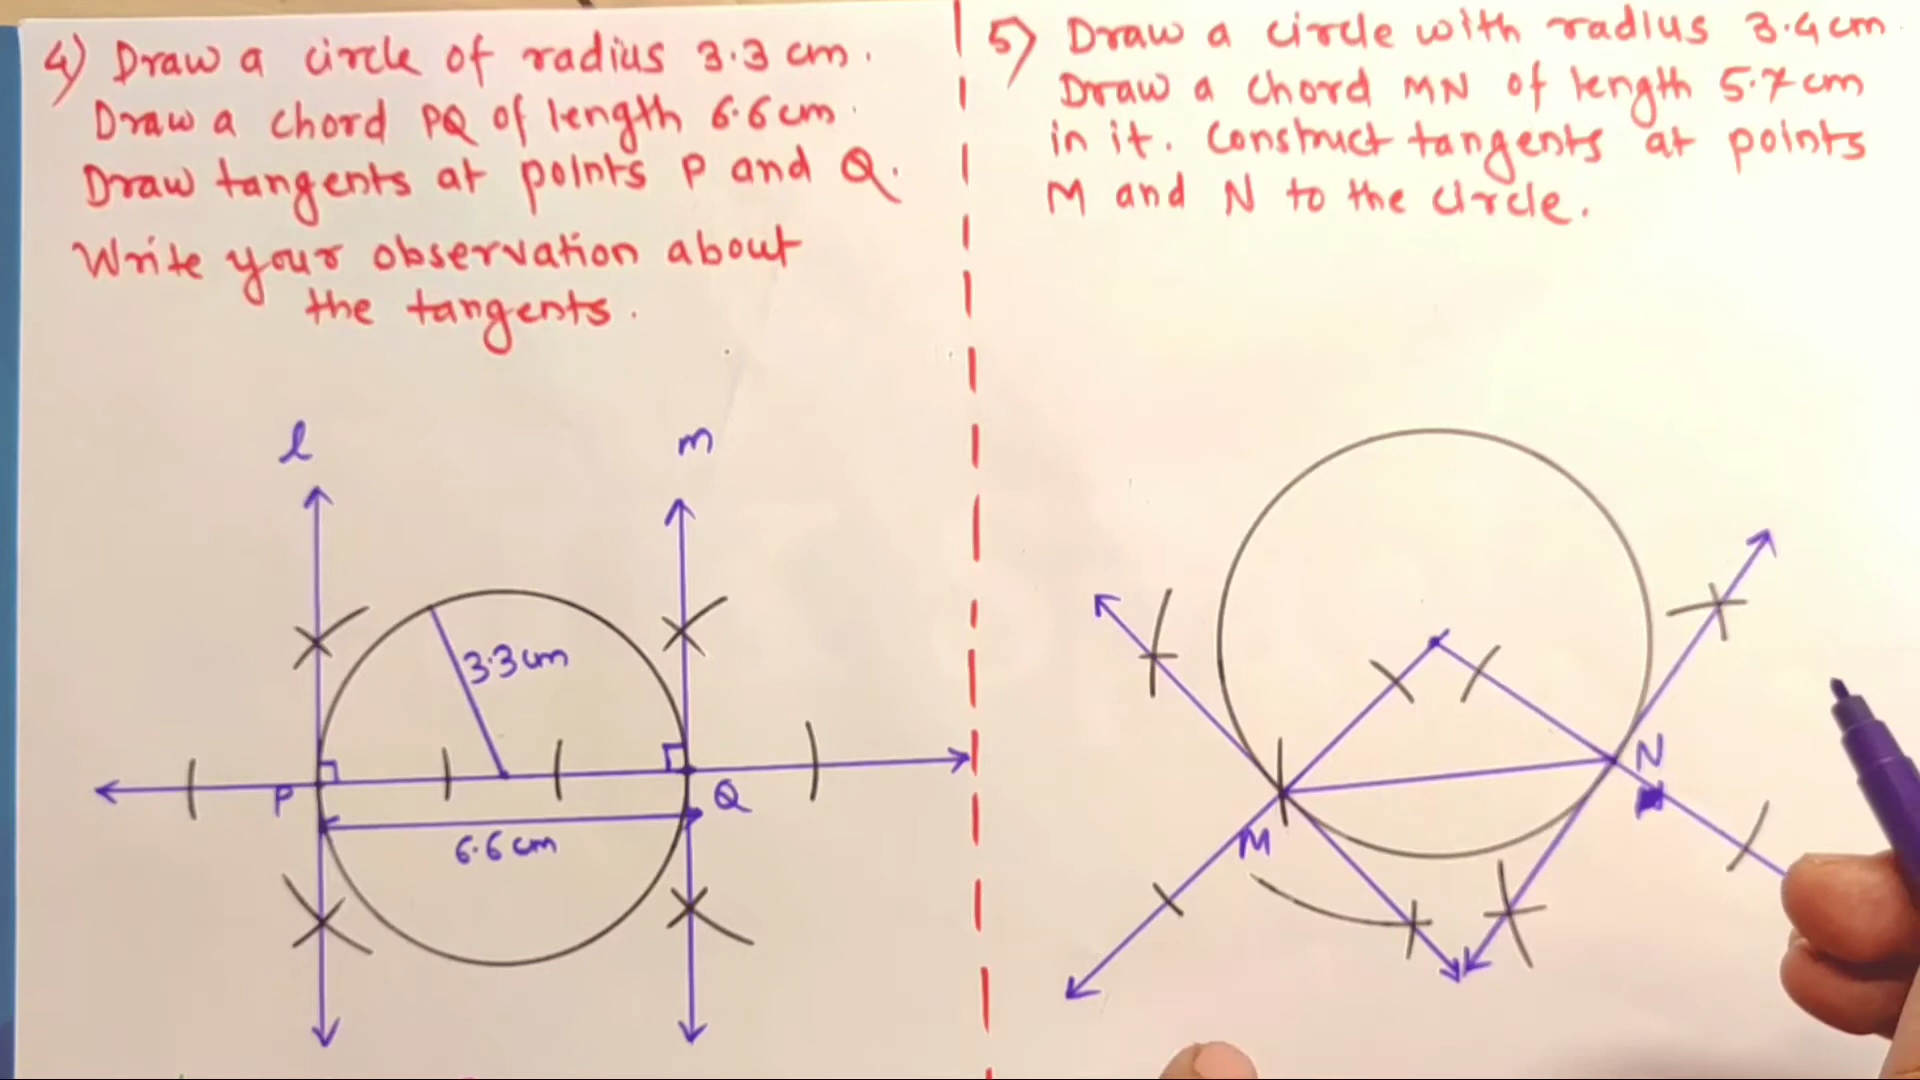 4) Draw a circle of radius 3.3 cm.
Draw a chord PQ of length 6.6 cm.
Draw tangents at points P and Q.
Write your observation about
the tangents.
l
m
3.3 cm
P
Q
6.6 cm
5) Draw a circle with radius 3.4 cm
Draw a chord MN of length 5.7 cm
in it. Construct tangents at points
M and N to the circle.
N
M